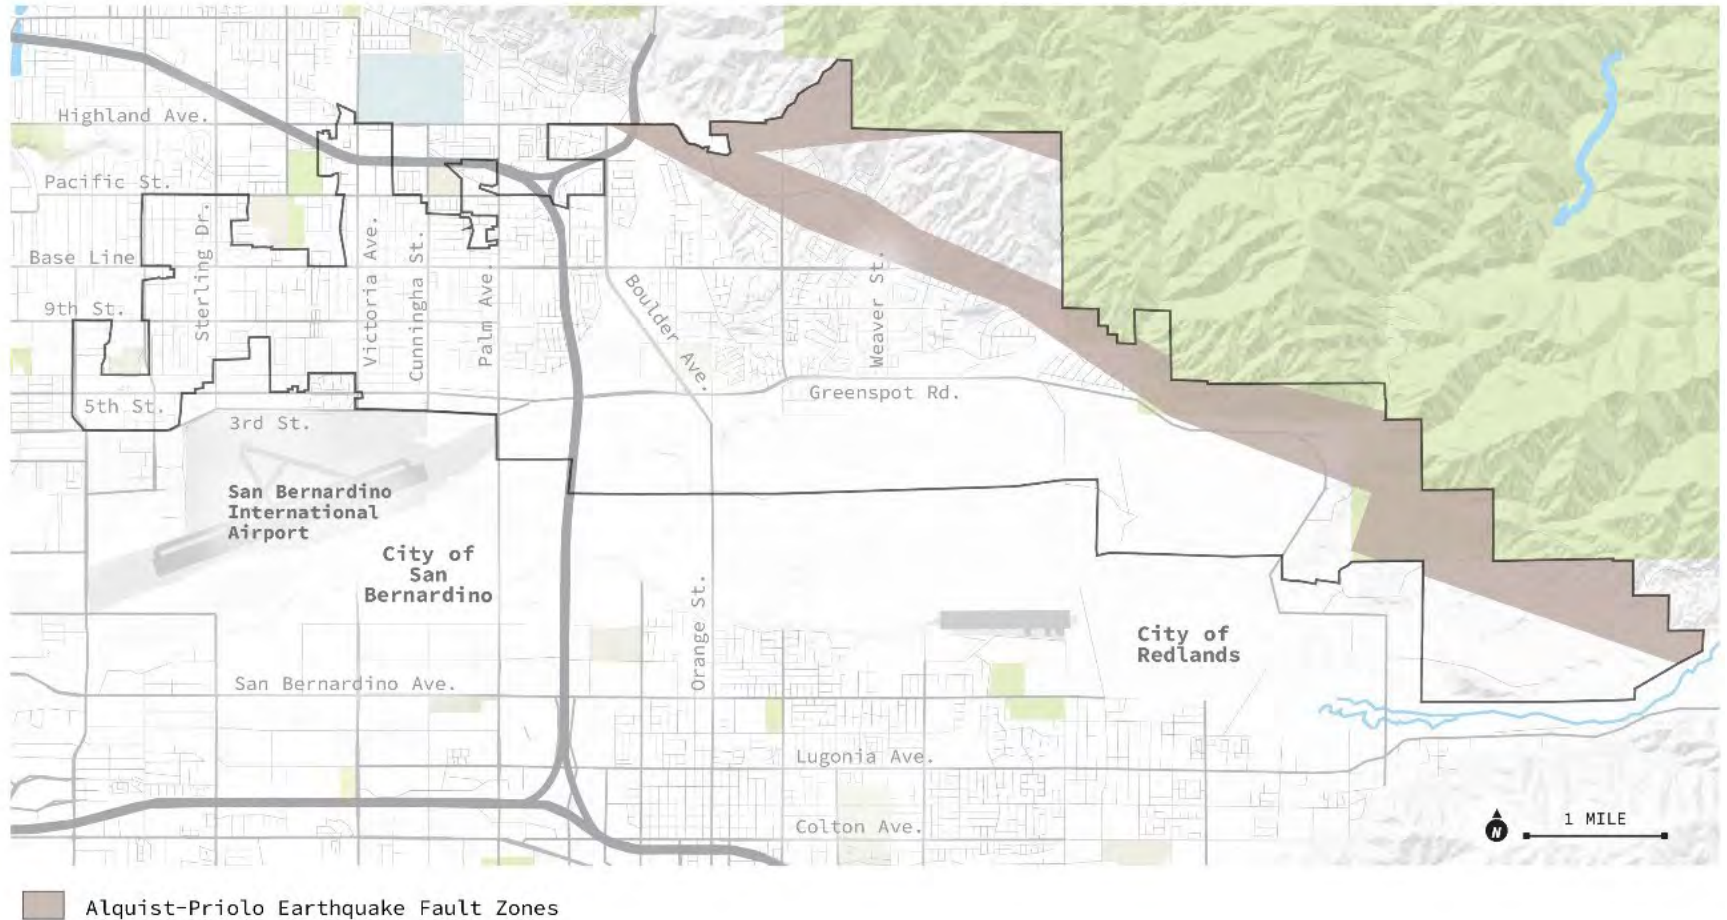 Highland Ave.
Pacific St.
Base Line
9th St.
5th St.
3rd St.
Sterling Dr.
Victoria Ave.
Cunningha St.
Palm Ave
Boulder Ave.
Weaver St.
Greenspot Rd.
San Bernardino
International
Airport
City of
San
Bernardino
Orange St.
City of
Redlands
San Bernardino Ave.
Lugonia Ave.
Colton Ave.
N
1 MILE
Alquist-Priolo Earthquake Fault Zones